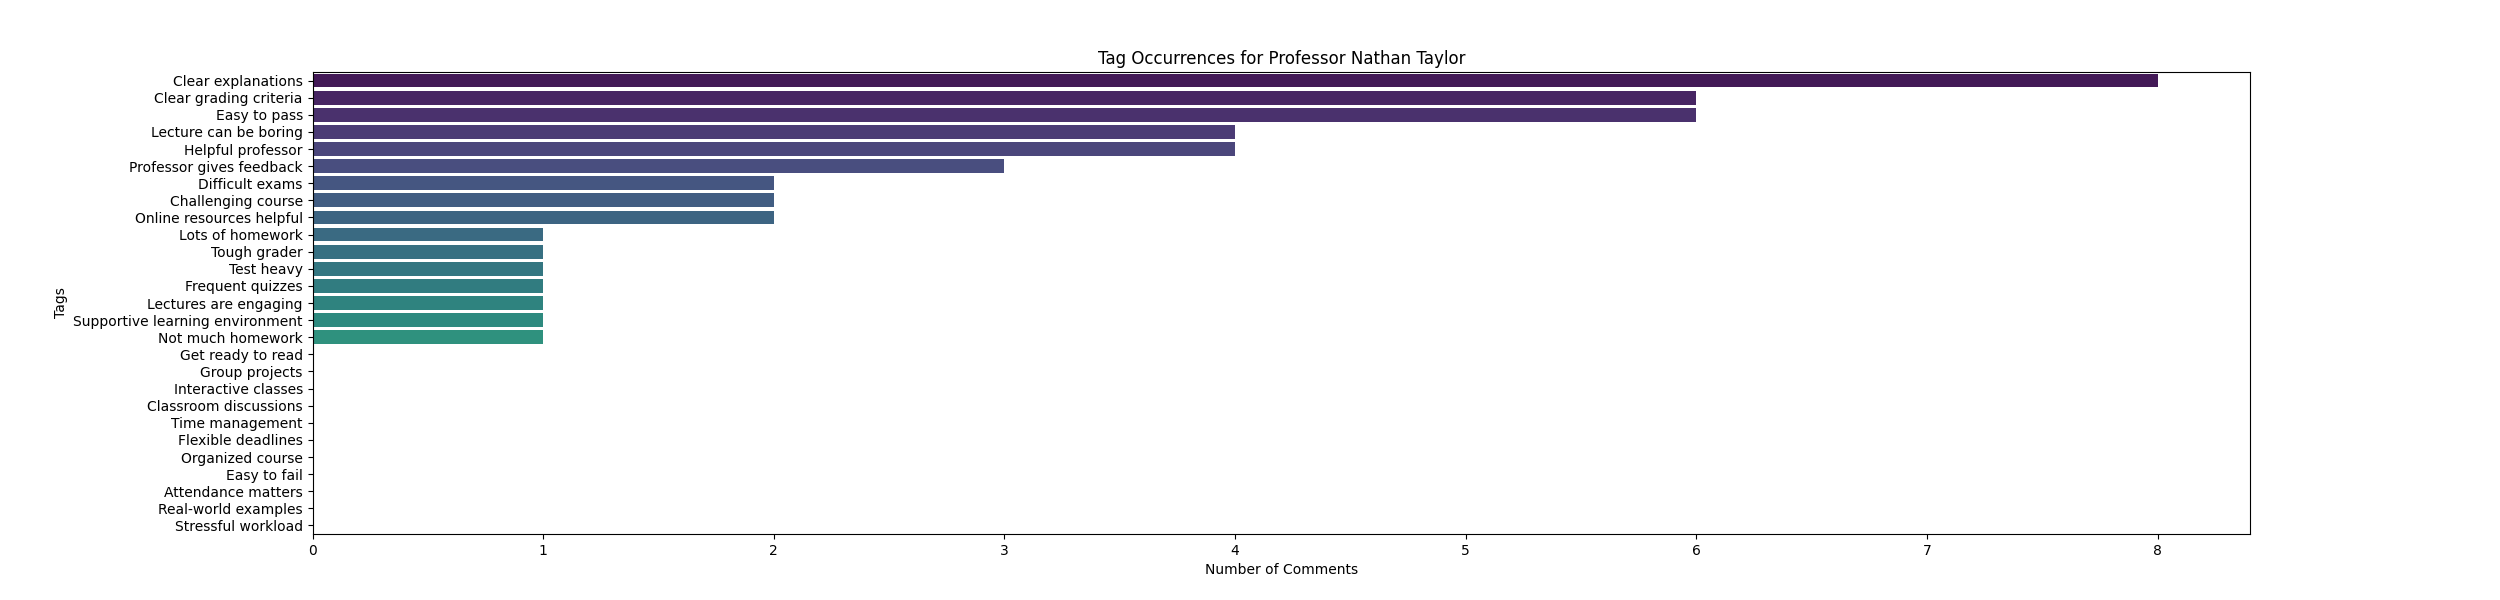 Tag Occurrences for Professor Nathan Taylor
Tags
Clear explanations
Clear grading criteria
Easy to pass
Lecture can be boring
Helpful professor
Professor gives feedback
Difficult exams
Challenging course
Online resources helpful
Lots of homework
Tough grader
Test heavy
Frequent quizzes
Lectures are engaging
Supportive learning environment
Not much homework
Get ready to read
Group projects
Interactive classes
Classroom discussions
Time management
Flexible deadlines
Organized course
Easy to fail
Attendance matters
Real-world examples
Stressful workload
0 1 2 3 4 5 6 7 8
Number of Comments